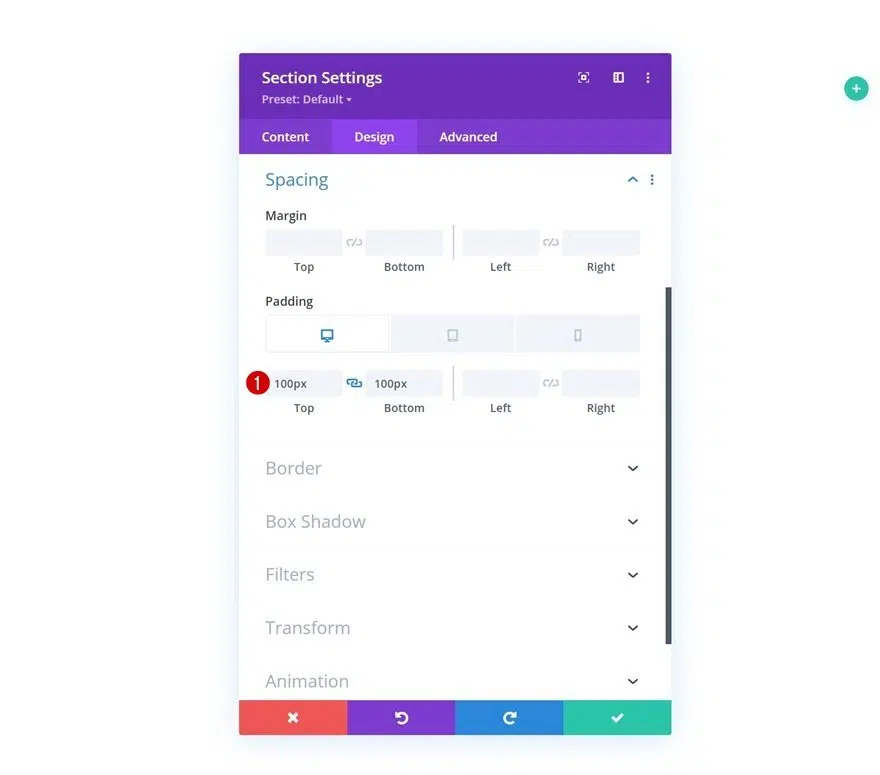 Section Settings
Preset: Default
Content Design Advanced
Spacing
Margin
Top Bottom Left Right
Padding
1 100px 100px
Top Bottom Left Right
Border
Box Shadow
Filters
Transform
Animation